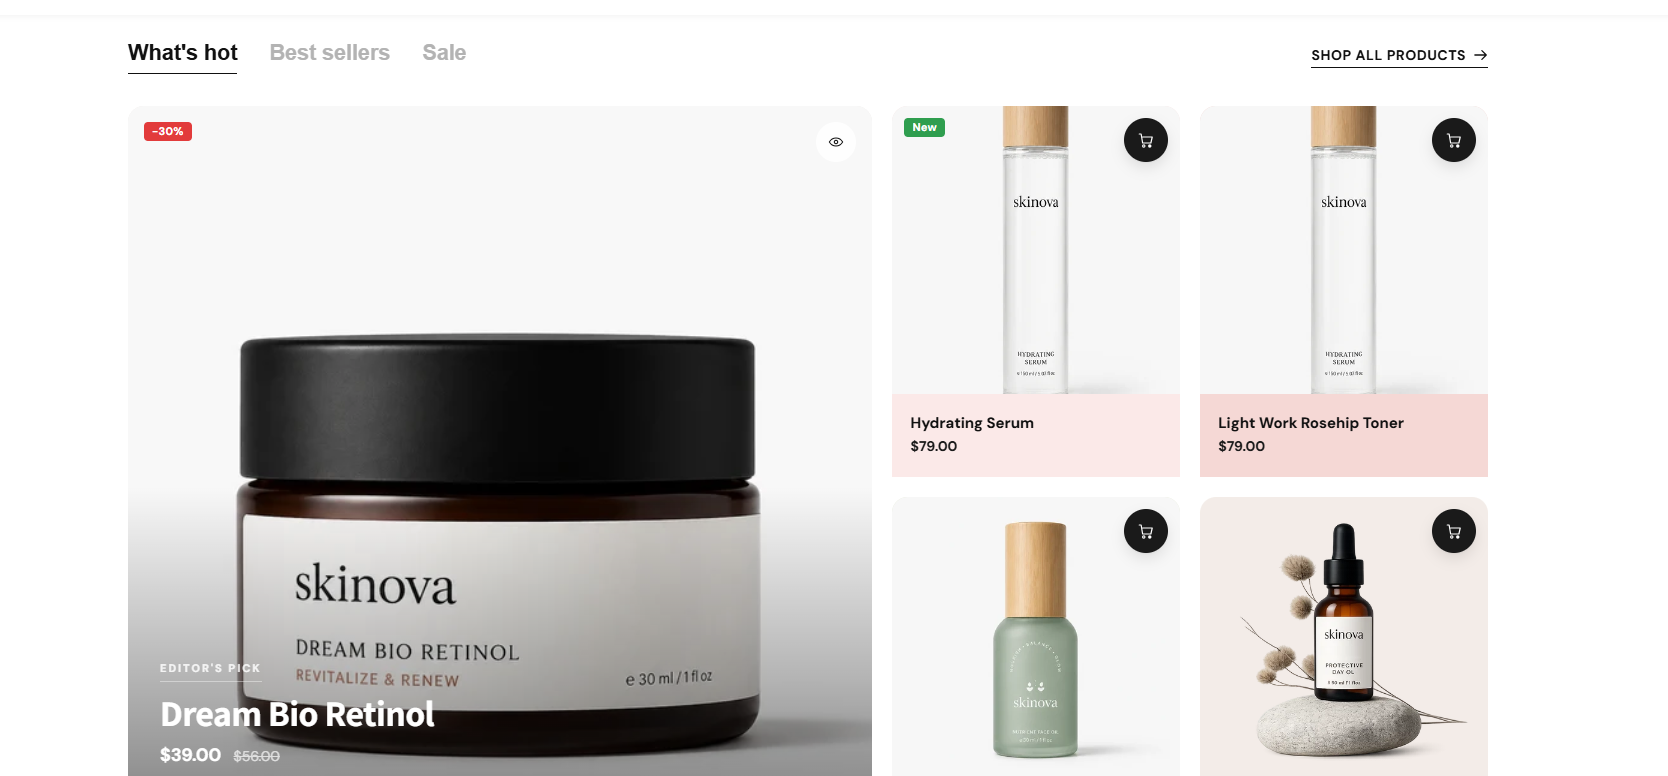 What's hot
Best sellers
Sale
SHOP ALL PRODUCTS →
-30%
skinova
DREAM BIO RETINOL
REVITALIZE & RENEW
e 30 ml / 1 fl oz
EDITOR'S PICK
Dream Bio Retinol
$39.00 $56.00
New
skinova
HYDRATING
SERUM
Hydrating Serum
$79.00
skinova
HYDRATING
SERUM
Light Work Rosehip Toner
$79.00
skinova
skinova
PROTECTIVE
DAY OIL